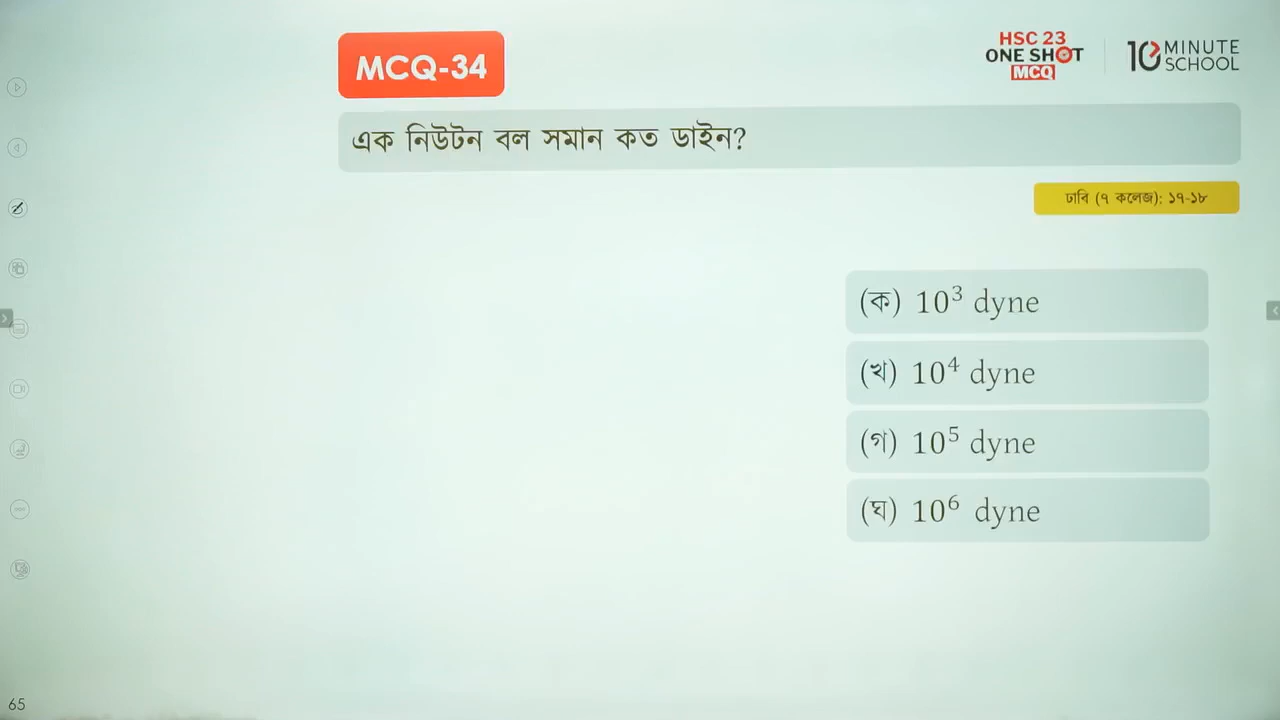 MCQ-34
HSC 23
ONE SHOT
MCQ
10 MINUTE
SCHOOL
এক নিউটন বল সমান কত ডাইন?
ঢাবি (৭ কলেজ): ১৭-১৮
(ক) 10³ dyne
(খ) 10⁴ dyne
(গ) 10⁵ dyne
(ঘ) 10⁶ dyne
65